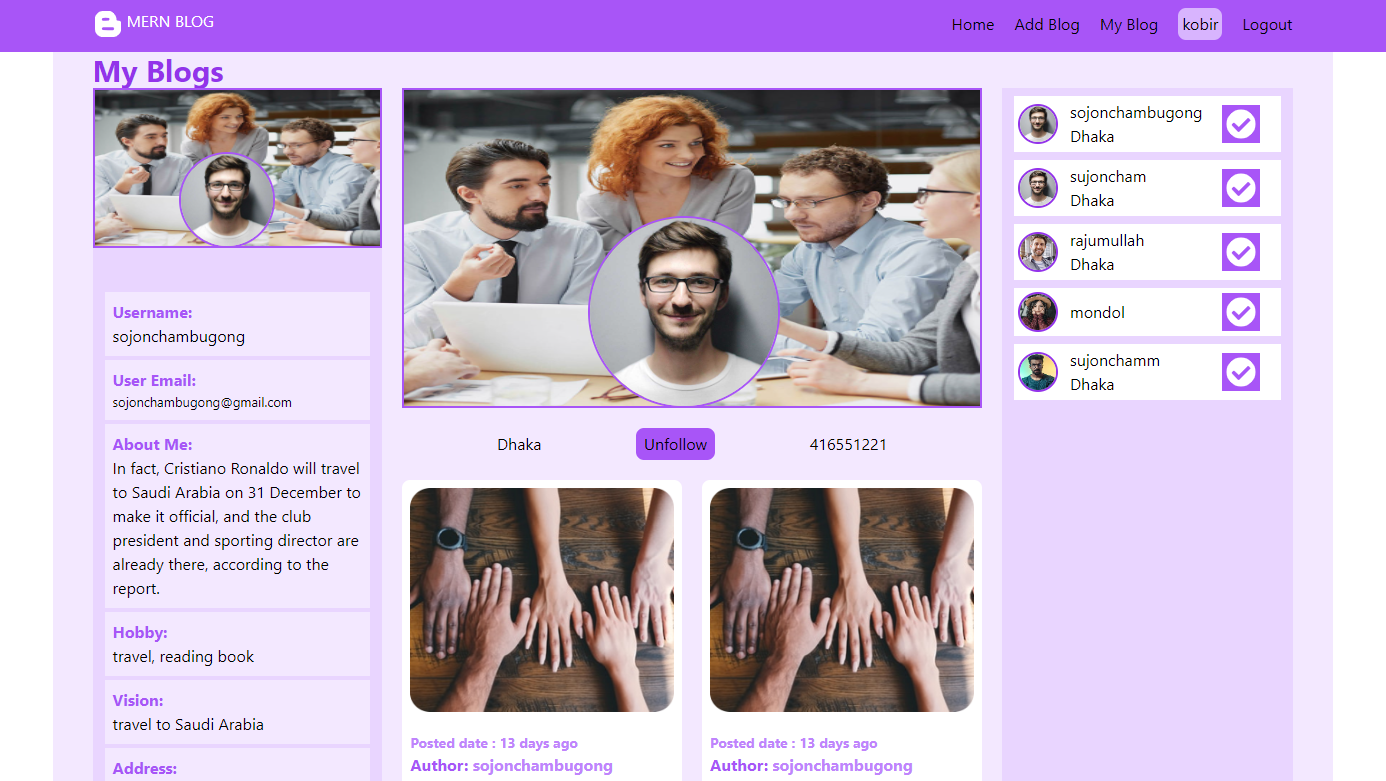 MERN BLOG
Home
Add Blog
My Blog
kobir
Logout
My Blogs
Username:
sojonchambugong
User Email:
sojonchambugong@gmail.com
About Me:
In fact, Cristiano Ronaldo will travel
to Saudi Arabia on 31 December to
make it official, and the club
president and sporting director are
already there, according to the
report.
Hobby:
travel, reading book
Vision:
travel to Saudi Arabia
Address:
Dhaka
Unfollow
416551221
Posted date : 13 days ago
Author: sojonchambugong
Posted date : 13 days ago
Author: sojonchambugong
sojonchambugong
Dhaka
sujoncham
Dhaka
rajumullah
Dhaka
mondol
sujonchamm
Dhaka